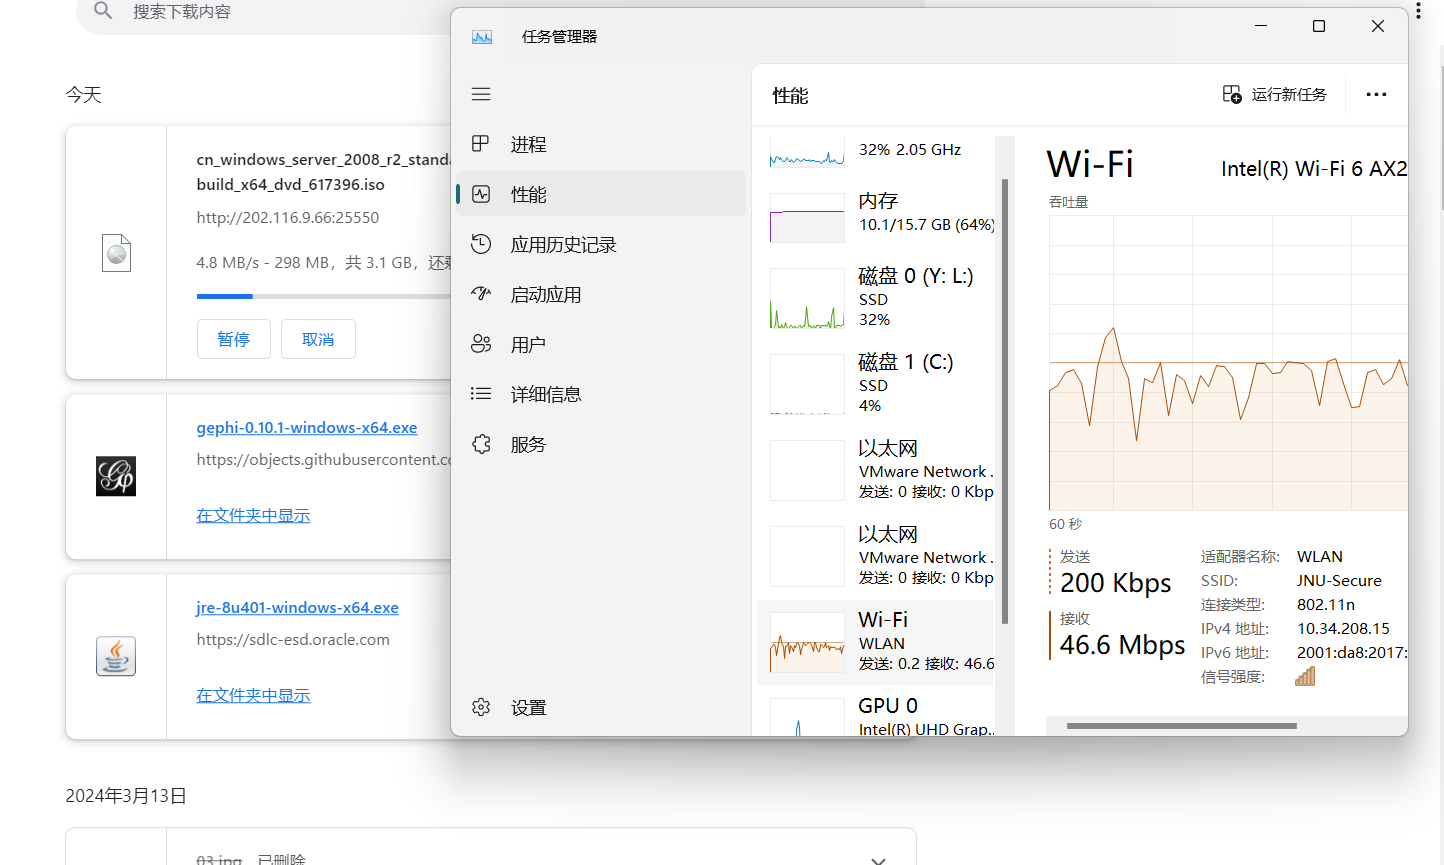 搜索下载内容
今天
cn_windows_server_2008_r2_standa
build_x64_dvd_617396.iso
http://202.116.9.66:25550
4.8 MB/s - 298 MB，共 3.1 GB，还剩
暂停
取消
gephi-0.10.1-windows-x64.exe
https://objects.githubusercontent.co
在文件夹中显示
jre-8u401-windows-x64.exe
https://sdlc-esd.oracle.com
在文件夹中显示
2024年3月13日
03.jpg 已删除
任务管理器
进程
性能
应用历史记录
启动应用
用户
详细信息
服务
设置
性能
运行新任务
32% 2.05 GHz
内存
10.1/15.7 GB (64%)
磁盘 0 (Y: L:)
SSD
32%
磁盘 1 (C:)
SSD
4%
以太网
VMware Network .
发送: 0 接收: 0 Kbp
以太网
VMware Network .
发送: 0 接收: 0 Kbp
Wi-Fi
WLAN
发送: 0.2 接收: 46.6
GPU 0
Intel(R) UHD Grap..
Wi-Fi
Intel(R) Wi-Fi 6 AX2
吞吐量
60 秒
发送
200 Kbps
接收
46.6 Mbps
适配器名称: WLAN
SSID: JNU-Secure
连接类型: 802.11n
IPv4 地址: 10.34.208.15
IPv6 地址: 2001:da8:2017:
信号强度: